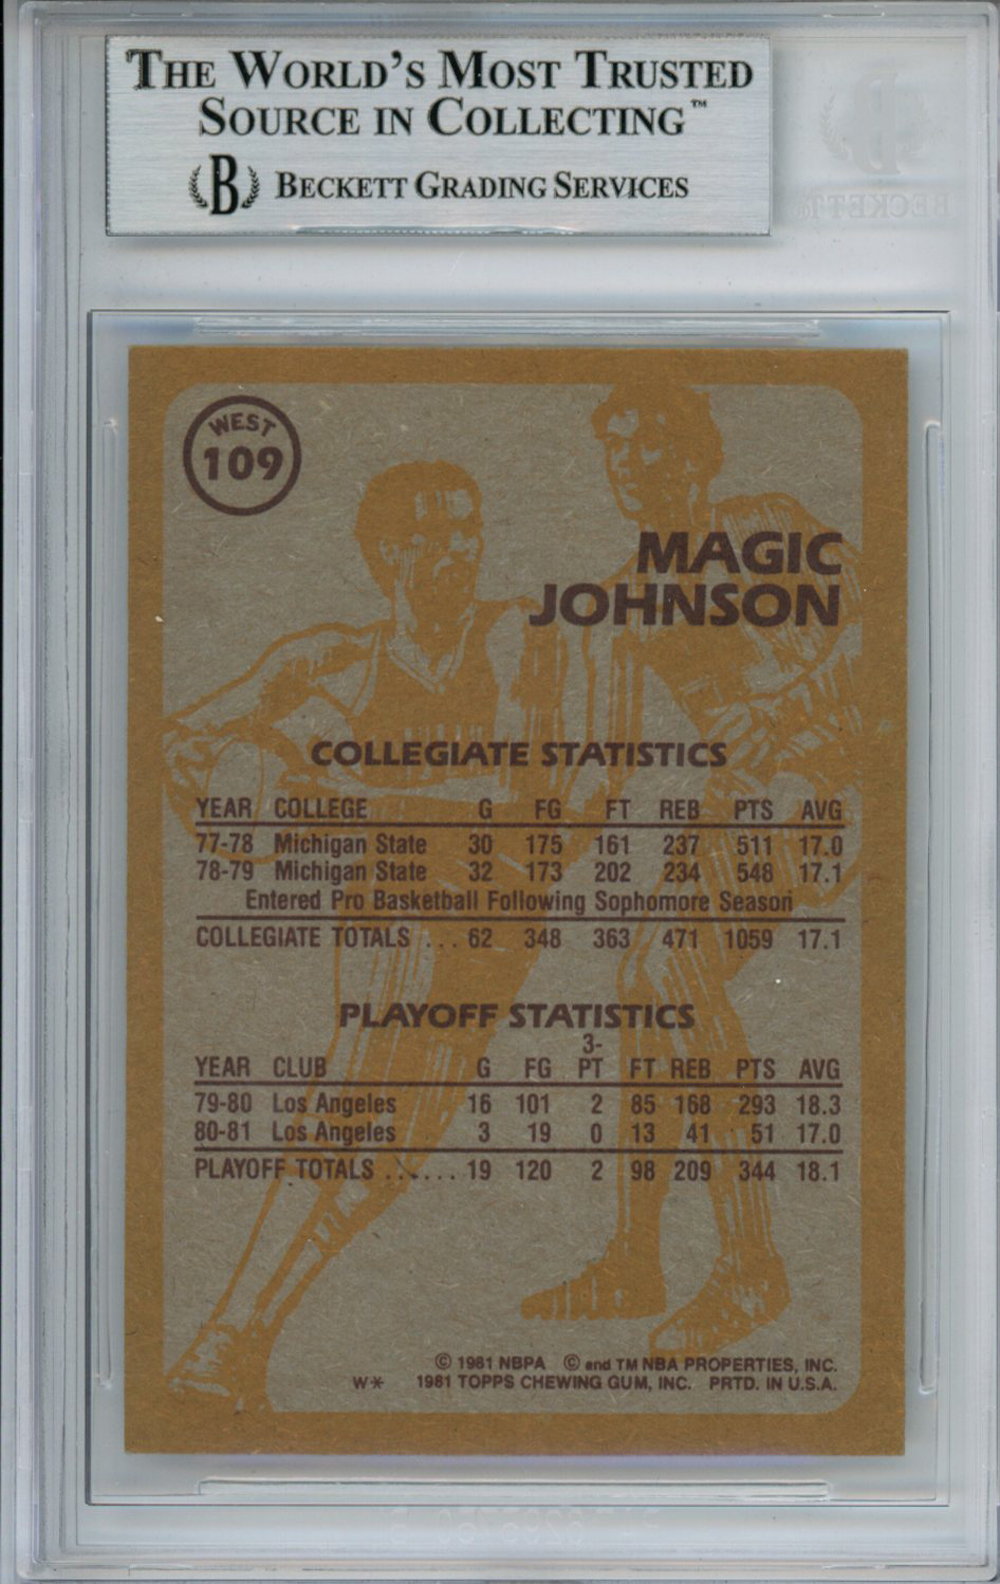 THE WORLD'S MOST TRUSTED
SOURCE IN COLLECTING™
B BECKETT GRADING SERVICES
BECKETT
WEST
109
MAGIC
JOHNSON
COLLEGIATE STATISTICS
YEAR COLLEGE G FG FT REB PTS AVG
77-78 Michigan State 30 175 161 237 511 17.0
78-79 Michigan State 32 173 202 234 548 17.1
Entered Pro Basketball Following Sophomore Season
COLLEGIATE TOTALS ... 62 348 363 471 1059 17.1
PLAYOFF STATISTICS
3-
YEAR CLUB G FG PT FT REB PTS AVG
79-80 Los Angeles 16 101 2 85 168 293 18.3
80-81 Los Angeles 3 19 0 13 41 51 17.0
PLAYOFF TOTALS ...... 19 120 2 98 209 344 18.1
© 1981 NBPA © and TM NBA PROPERTIES, INC.
W* 1981 TOPPS CHEWING GUM, INC. PRTD. IN U.S.A.